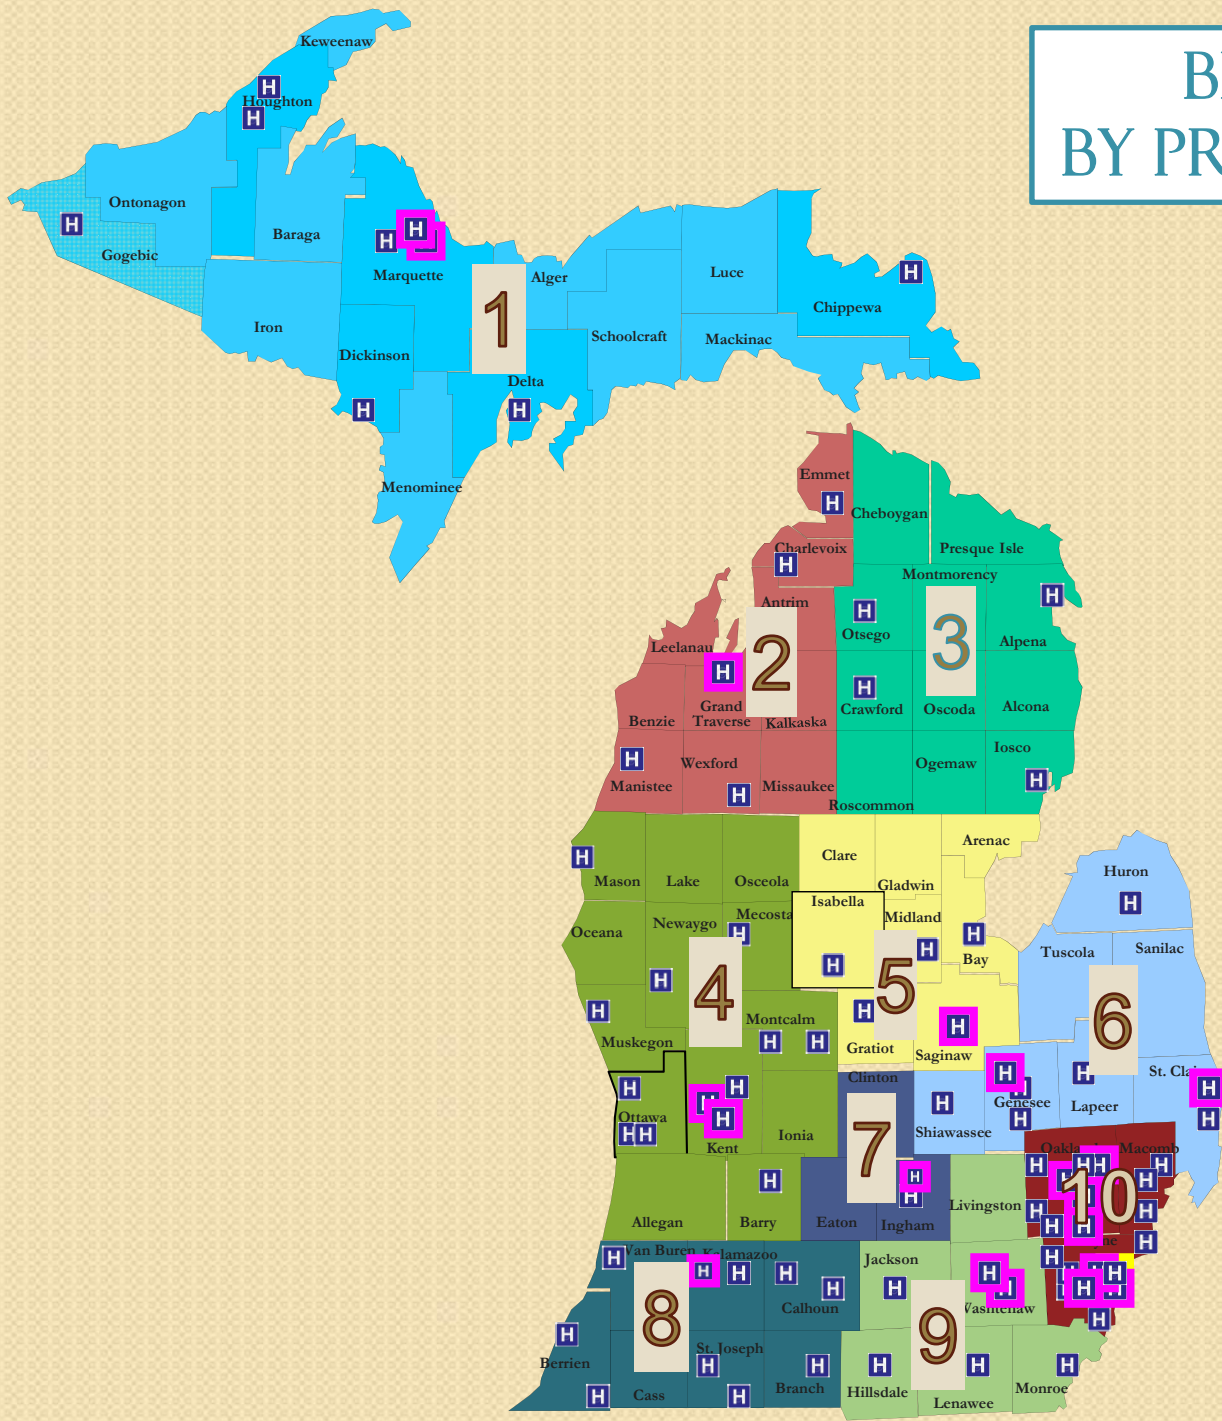 B
BY PR
Keweenaw
H
Houghton
H
Ontonagon
H
Gogebic
Baraga
H H
Marquette
Iron
Dickinson
H
Menominee
1
Alger
Delta
H
Schoolcraft
Luce
Mackinac
Chippewa
H
Emmet
H
Cheboygan
Presque Isle
Charlevoix
H
Montmorency
Antrim
H
Otsego
H
Alpena
Leelanau
2
3
H
Grand
Traverse
Benzie
Kalkaska
H
Crawford
Oscoda
Alcona
H
Manistee
Wexford
H
Missaukee
Roscommon
Ogemaw
Iosco
H
H
Mason
Lake
Osceola
Clare
Gladwin
Arenac
Huron
H
Oceana
Newaygo
Mecosta
H
Isabella
H
Midland
H
H
Bay
Tuscola
Sanilac
H
4
5
6
H
Muskegon
Montcalm
H H
H
Gratiot
H
Saginaw
H
Ottawa
H H
H H
H
Kent
Ionia
Clinton
7
H
Shiawassee
H
Genesee
H
H
Lapeer
St. Clai
H
H
Allegan
H
Barry
Eaton
H
H
Ingham
Livingston
Oakl
Macomb
10
H H H H
H H
H H
H H
H H
ne
H
Van Buren
Kalamazoo
H H
H
8
H H
Calhoun
Jackson
H
9
H
Washtenaw
H H H
H
H
Berrien
H
Cass
St. Joseph
H
H
H
Branch
H
Hillsdale
H
Lenawee
H
Monroe